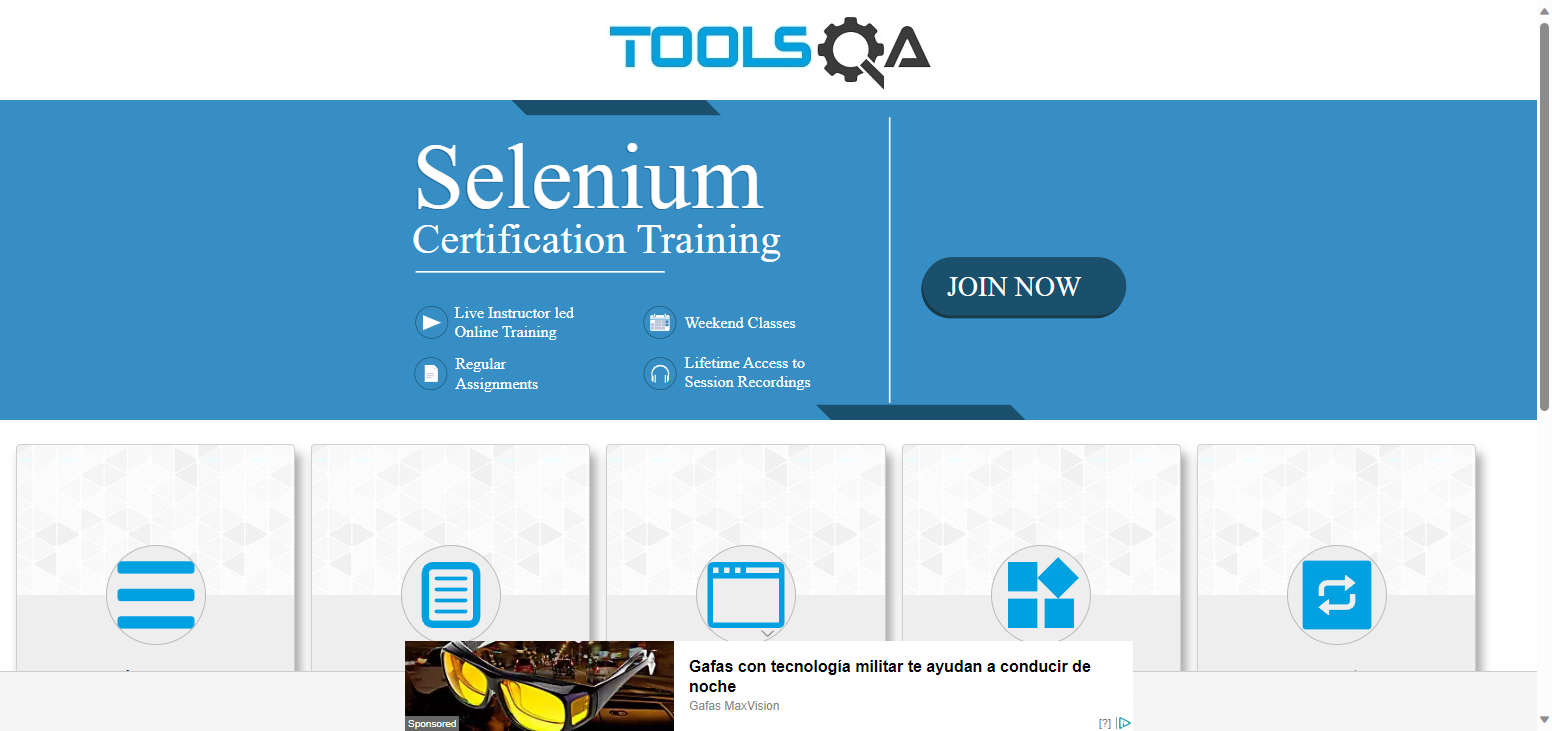 TOOLSQA
Selenium
Certification Training
JOIN NOW
Live Instructor led
Online Training
Weekend Classes
Regular
Assignments
Lifetime Access to
Session Recordings
Gafas con tecnología militar te ayudan a conducir de
noche
Gafas MaxVision
Sponsored
[?]